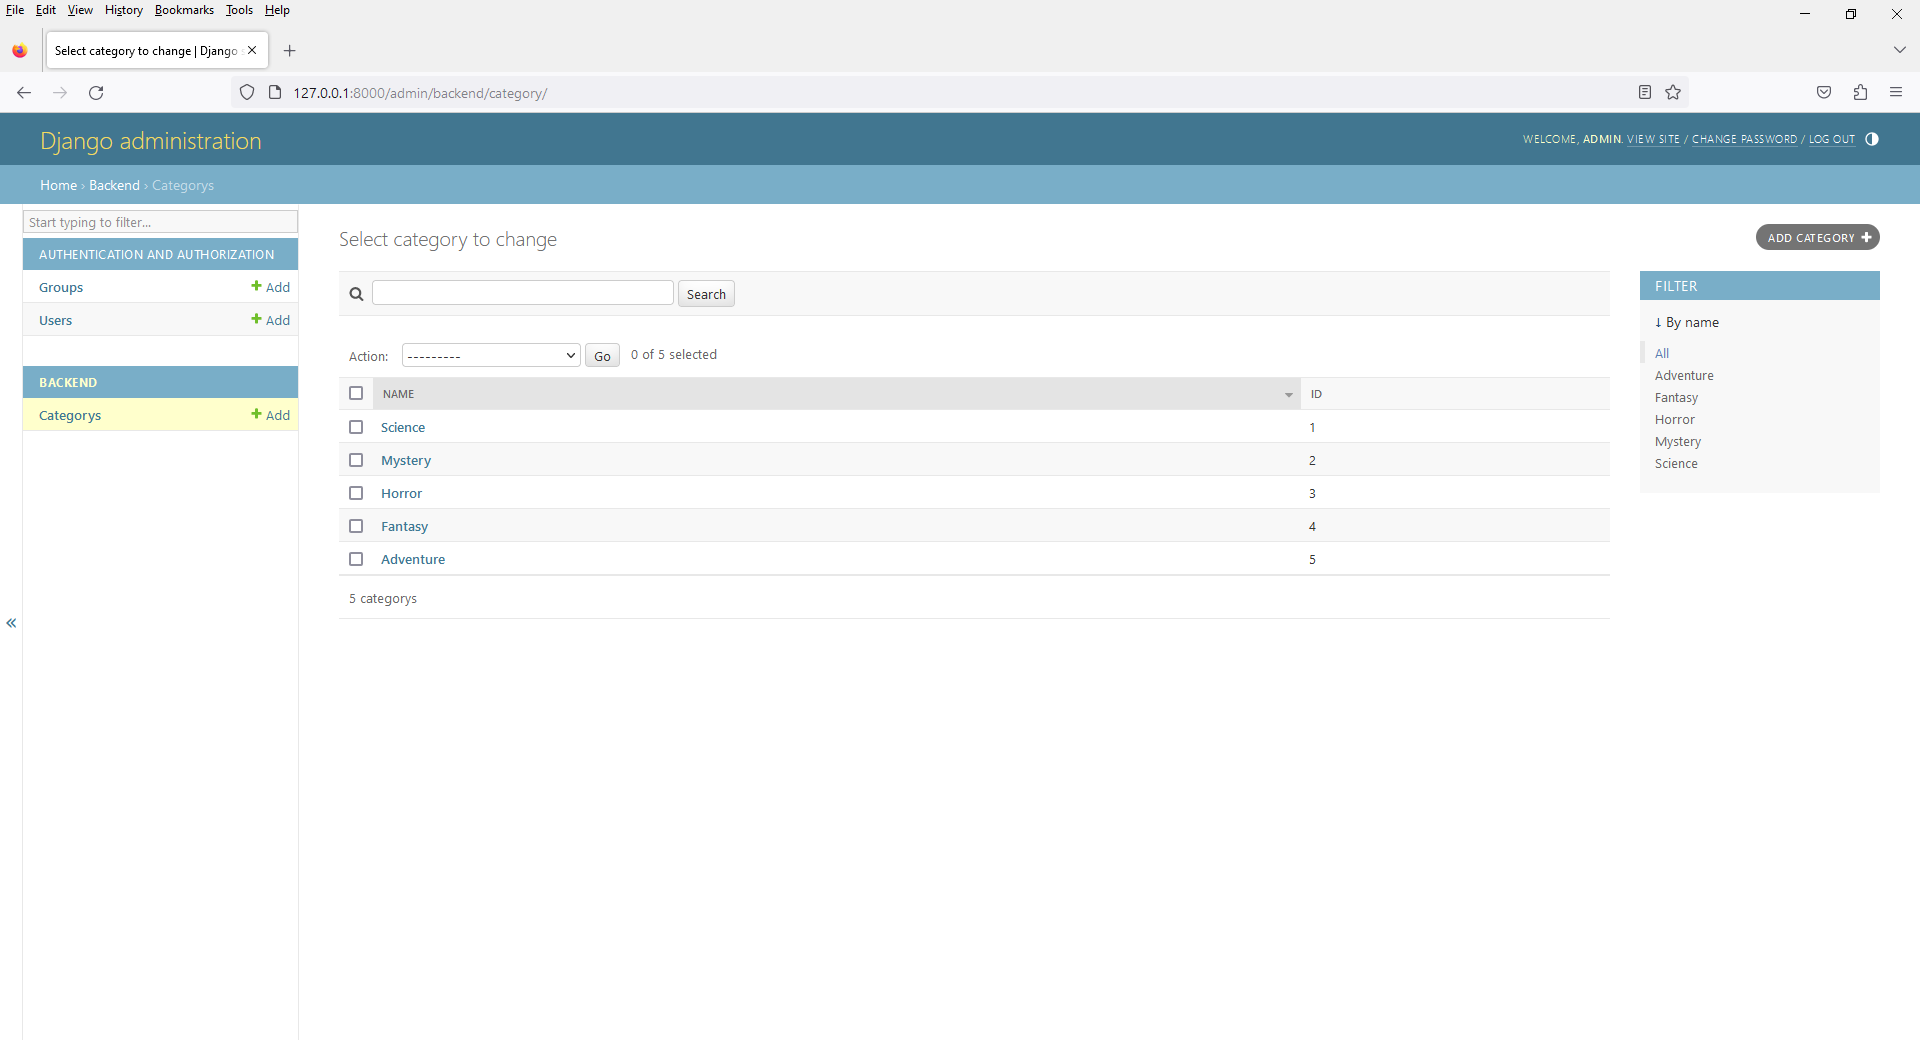 File Edit View History Bookmarks Tools Help
Select category to change | Django
127.0.0.1:8000/admin/backend/category/
Django administration
WELCOME, ADMIN. VIEW SITE / CHANGE PASSWORD / LOG OUT
Home › Backend › Categorys
Start typing to filter...
AUTHENTICATION AND AUTHORIZATION
Groups Add
Users Add
BACKEND
Categorys Add
Select category to change
ADD CATEGORY
Search
Action: --------- Go 0 of 5 selected
NAME ID
Science 1
Mystery 2
Horror 3
Fantasy 4
Adventure 5
5 categorys
FILTER
↓ By name
All
Adventure
Fantasy
Horror
Mystery
Science
«